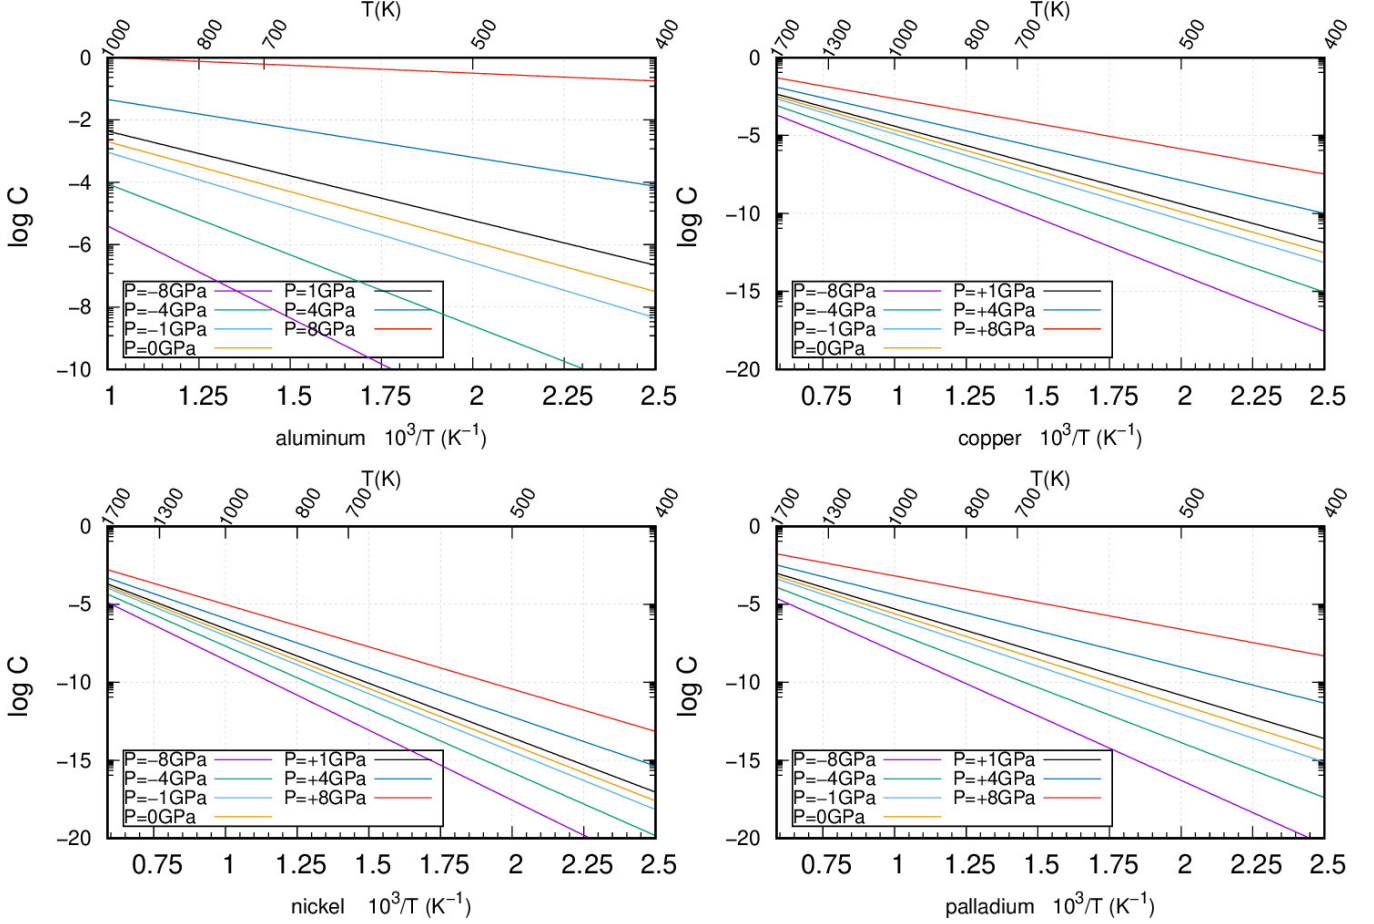 T(K)
1000 800 700 500 400
0
−2
−4
−6
−8
−10
log C
P=−8GPa P=1GPa
P=−4GPa P=4GPa
P=−1GPa P=8GPa
P=0GPa
1 1.25 1.5 1.75 2 2.25 2.5
aluminum 10³/T (K⁻¹)
T(K)
1700 1300 1000 800 700 500 400
0
−5
−10
−15
−20
log C
P=−8GPa P=+1GPa
P=−4GPa P=+4GPa
P=−1GPa P=+8GPa
P=0GPa
0.75 1 1.25 1.5 1.75 2 2.25 2.5
copper 10³/T (K⁻¹)
T(K)
1700 1300 1000 800 700 500 400
0
−5
−10
−15
−20
log C
P=−8GPa P=+1GPa
P=−4GPa P=+4GPa
P=−1GPa P=+8GPa
P=0GPa
0.75 1 1.25 1.5 1.75 2 2.25 2.5
nickel 10³/T (K⁻¹)
T(K)
1700 1300 1000 800 700 500 400
0
−5
−10
−15
−20
log C
P=−8GPa P=+1GPa
P=−4GPa P=+4GPa
P=−1GPa P=+8GPa
P=0GPa
0.75 1 1.25 1.5 1.75 2 2.25 2.5
palladium 10³/T (K⁻¹)